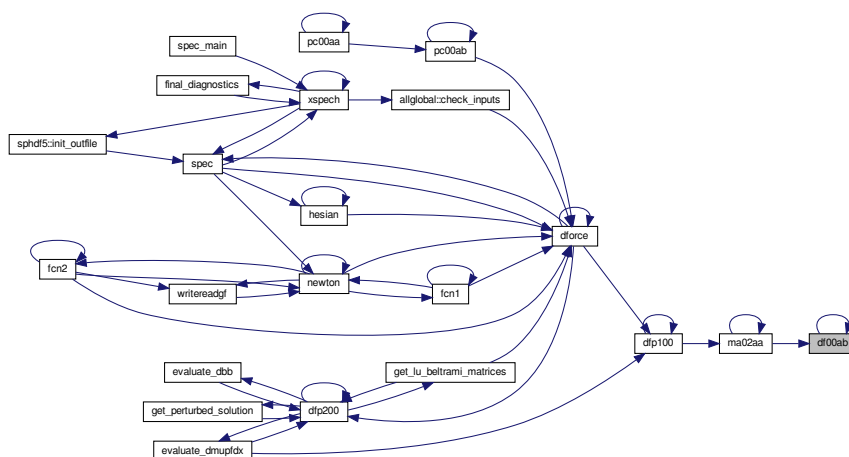 pc00aa
spec_main
pc00ab
final_diagnostics
xspech
allglobal::check_inputs
sphdf5::init_outfile
spec
hesian
dforce
fcn2
newton
writereadgf
fcn1
dfp100
ma02aa
df00ab
evaluate_dbb
get_lu_beltrami_matrices
get_perturbed_solution
dfp200
evaluate_dmupfdx